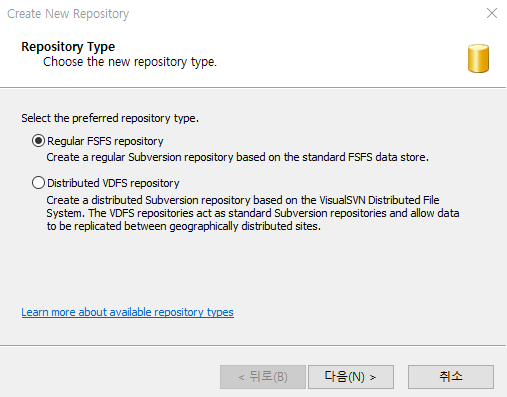 Create New Repository
Repository Type
Choose the new repository type.
Select the preferred repository type.
Regular FSFS repository
Create a regular Subversion repository based on the standard FSFS data store.
Distributed VDFS repository
Create a distributed Subversion repository based on the VisualSVN Distributed File
System. The VDFS repositories act as standard Subversion repositories and allow data
to be replicated between geographically distributed sites.
Learn more about available repository types
< 뒤로(B)
다음(N) >
취소